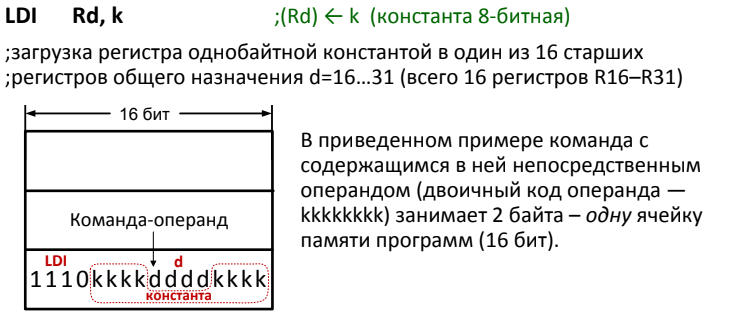 LDI Rd, k ;(Rd) ← k (константа 8-битная)
;загрузка регистра однобайтной константой в один из 16 старших
;регистров общего назначения d=16…31 (всего 16 регистров R16–R31)
16 бит
Команда-операнд
LDI d
1110kkkkddddkkkk
константа
В приведенном примере команда с
содержащимся в ней непосредственным
операндом (двоичный код операнда —
kkkkkkkk) занимает 2 байта – одну ячейку
памяти программ (16 бит).